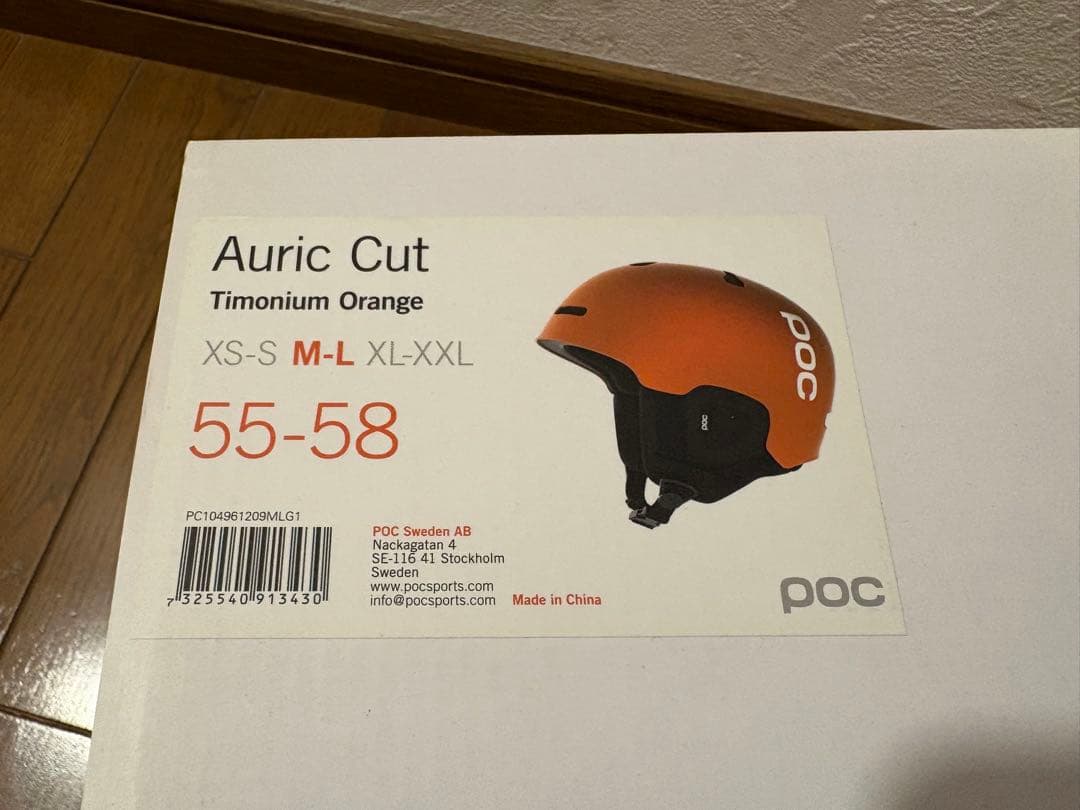 Auric Cut
Timonium Orange
XS-S M-L XL-XXL
55-58
PC104961209MLG1
7 325540 913430
POC Sweden AB
Nackagatan 4
SE-116 41 Stockholm
Sweden
www.pocsports.com
info@pocsports.com Made in China
POC
POC
POC